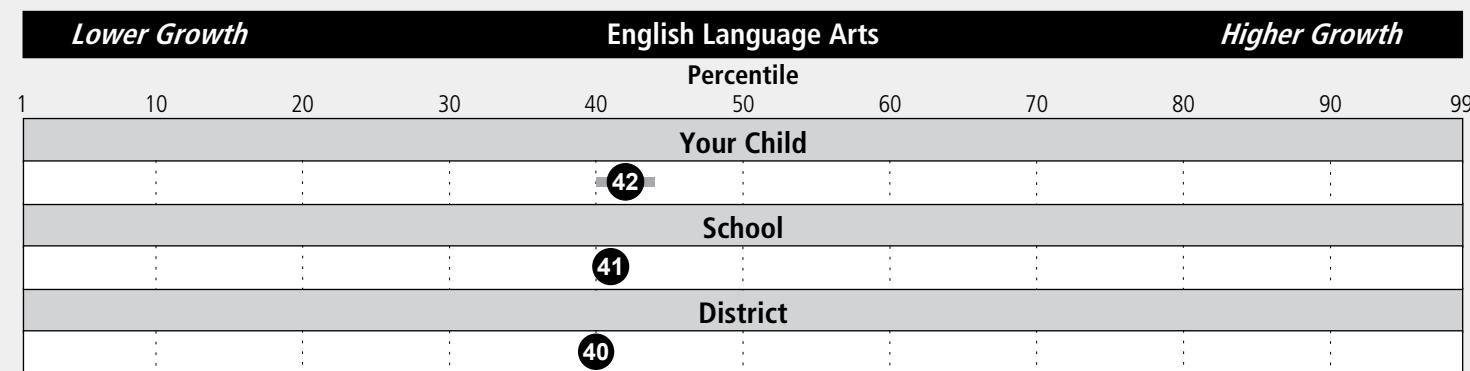 Lower Growth English Language Arts Higher Growth
Percentile
1 10 20 30 40 50 60 70 80 90 99
Your Child
42
School
41
District
40